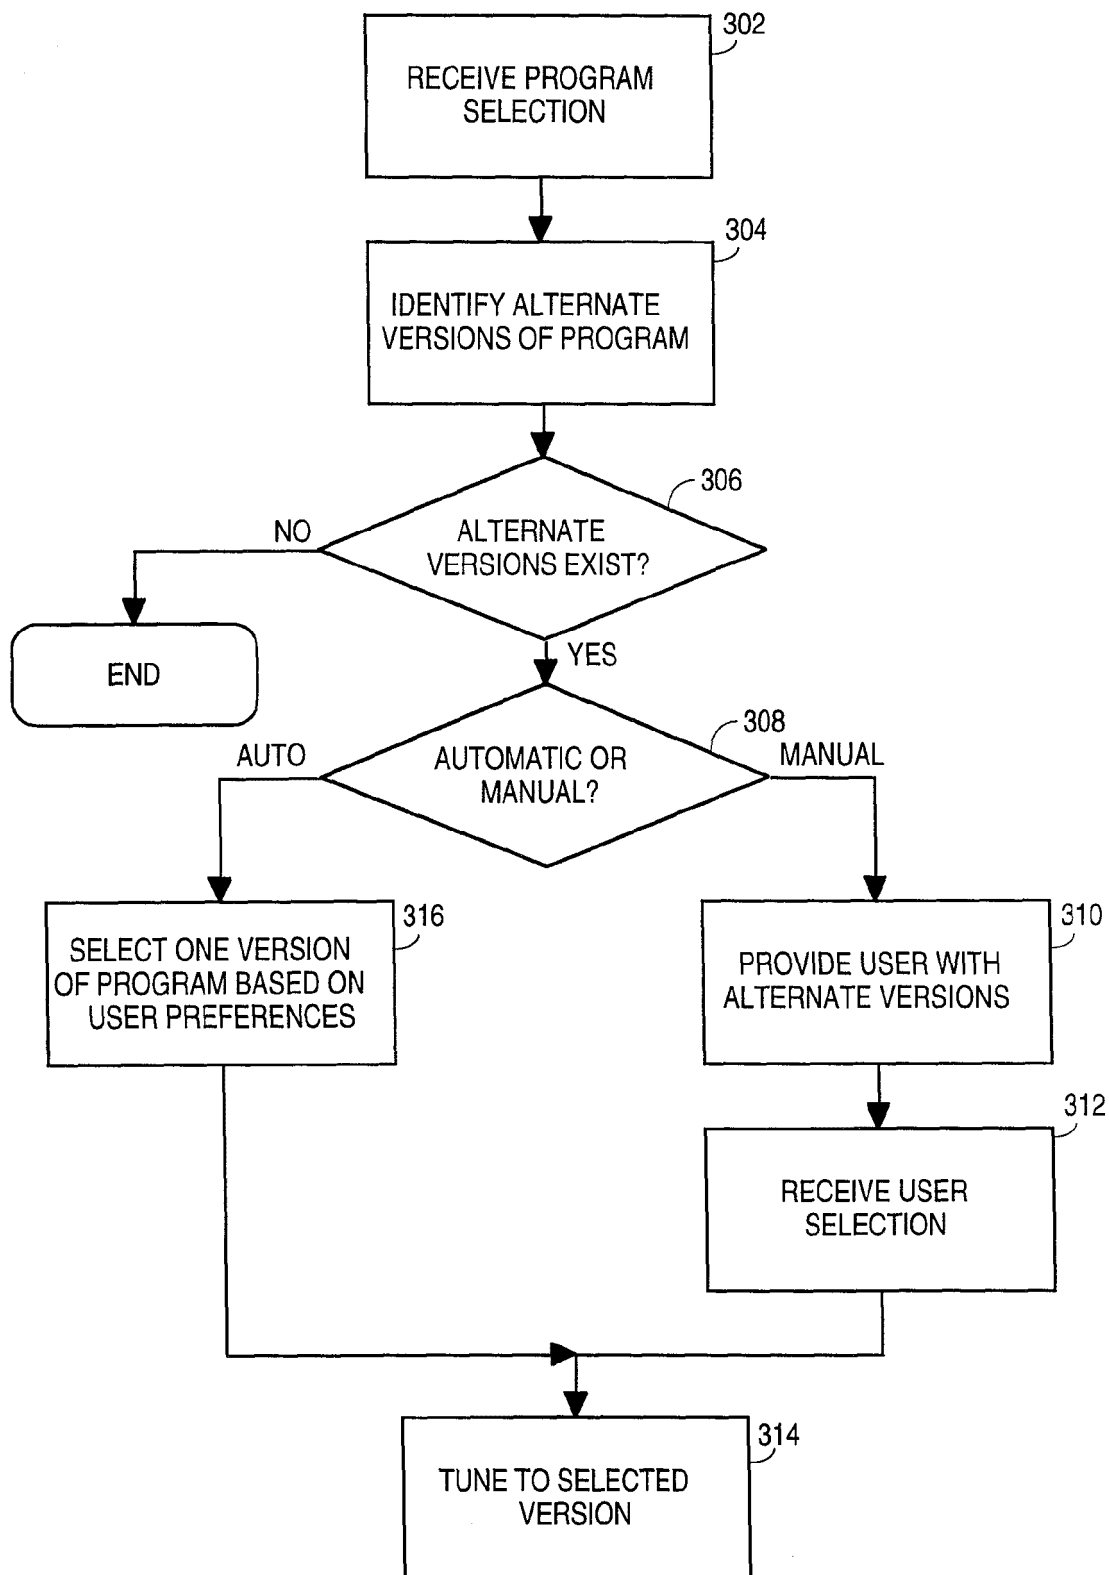 302
RECEIVE PROGRAM
SELECTION
304
IDENTIFY ALTERNATE
VERSIONS OF PROGRAM
306
ALTERNATE
VERSIONS EXIST?
NO
YES
END
308
AUTOMATIC OR
MANUAL?
AUTO
MANUAL
316
SELECT ONE VERSION
OF PROGRAM BASED ON
USER PREFERENCES
310
PROVIDE USER WITH
ALTERNATE VERSIONS
312
RECEIVE USER
SELECTION
314
TUNE TO SELECTED
VERSION